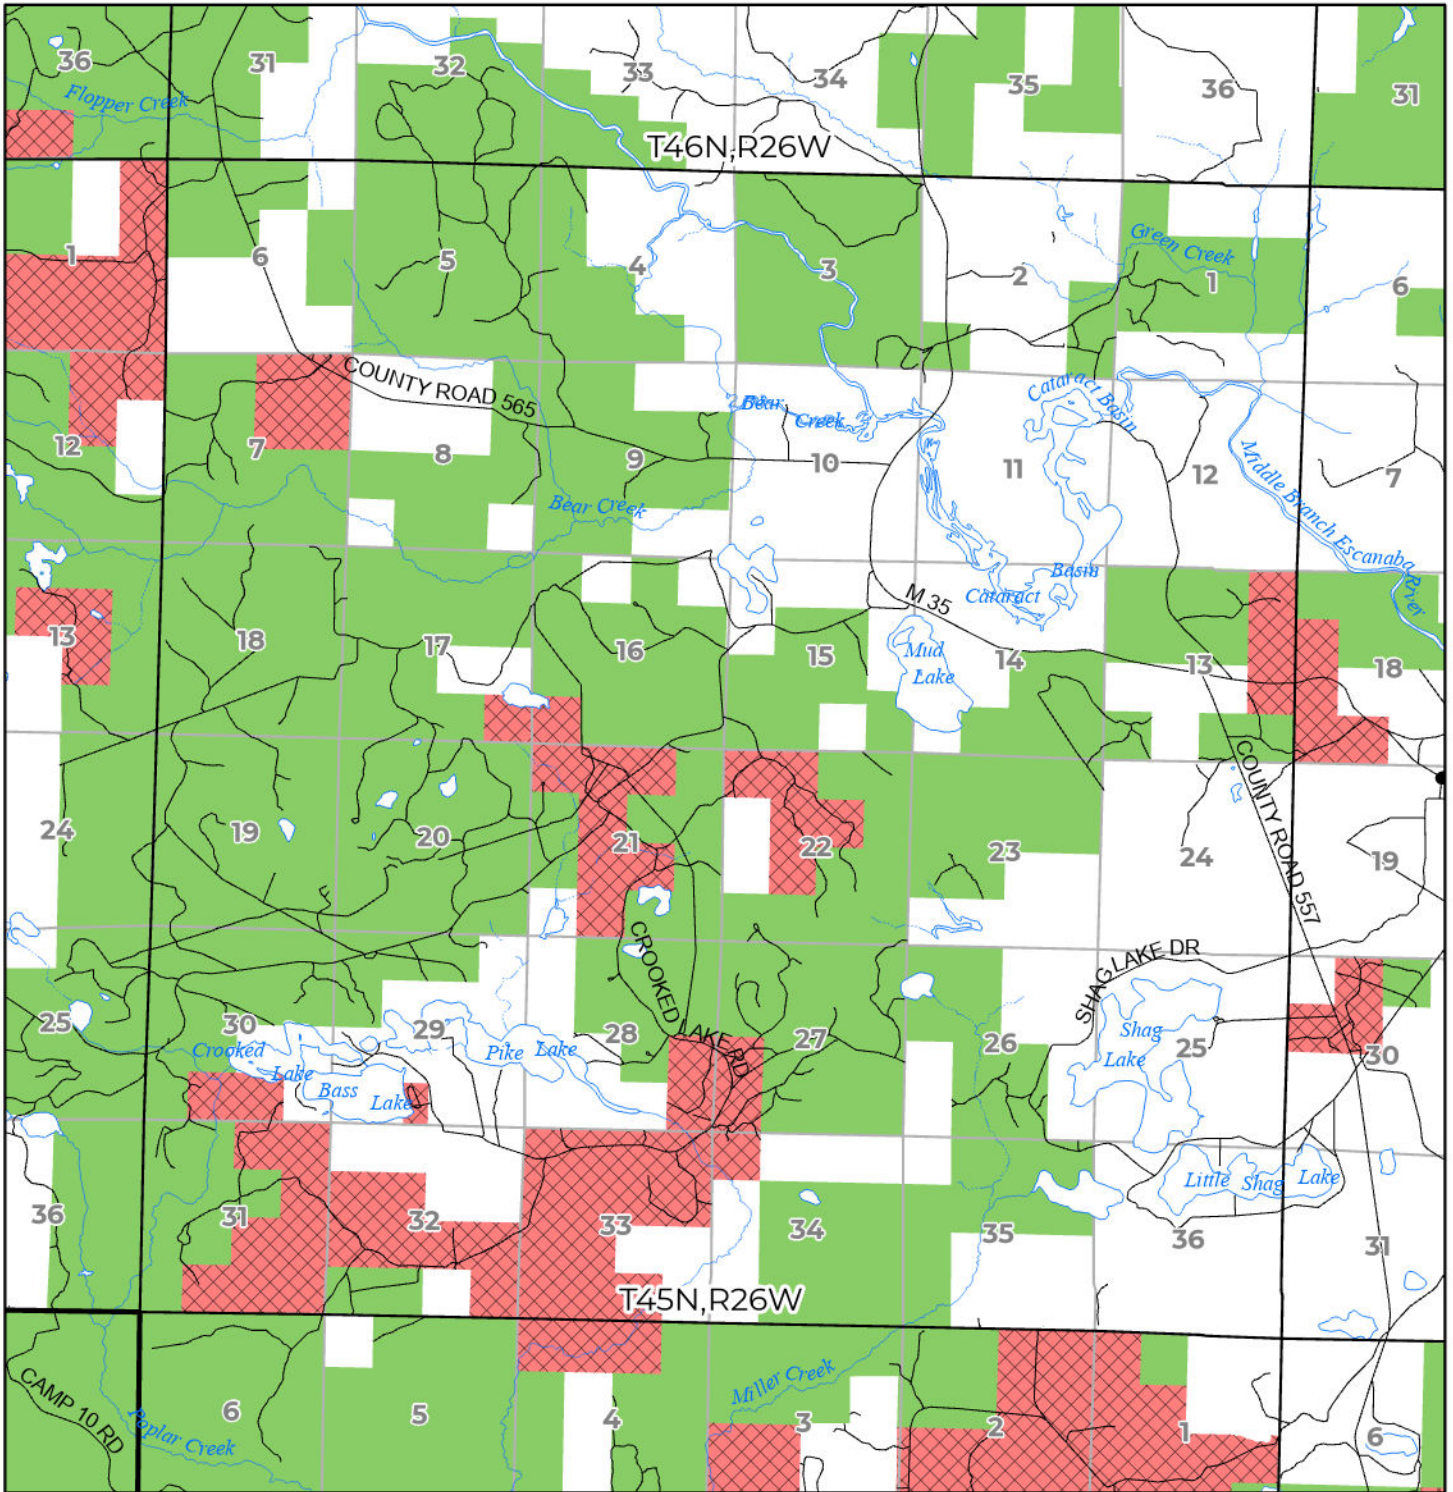 36
31
32
33
34
35
36
31
Flopper Creek
T46N,R26W
1
6
5
4
3
2
Green Creek
1
6
COUNTY ROAD 565
Bear
Creek
Cataract Basin
12
7
8
9
10
11
12
7
Middle Branch Escanaba River
Bear Creek
Basin
Cataract
M 35
13
18
17
16
15
Mud
Lake
14
13
18
COUNTY ROAD 557
24
19
20
21
22
23
24
19
CROOKED LAKE RD
SHAG LAKE DR
25
30
29
28
27
26
Shag
Lake
25
30
Crooked
Lake
Pike Lake
Bass
Lake
36
31
32
33
34
35
Little Shag Lake
36
31
T45N,R26W
CAMP 10 RD
Poplar Creek
6
5
4
Miller Creek
3
2
1
6